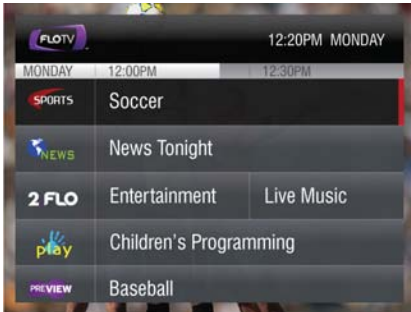 FLOTV 12:20PM MONDAY
MONDAY 12:00PM 12:30PM
SPORTS Soccer
NEWS News Tonight
2 FLO Entertainment Live Music
play Children's Programming
PREVIEW Baseball